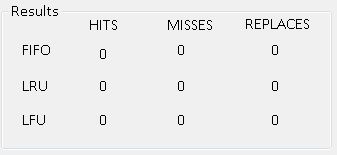 Results
HITS MISSES REPLACES
FIFO 0 0 0
LRU 0 0 0
LFU 0 0 0